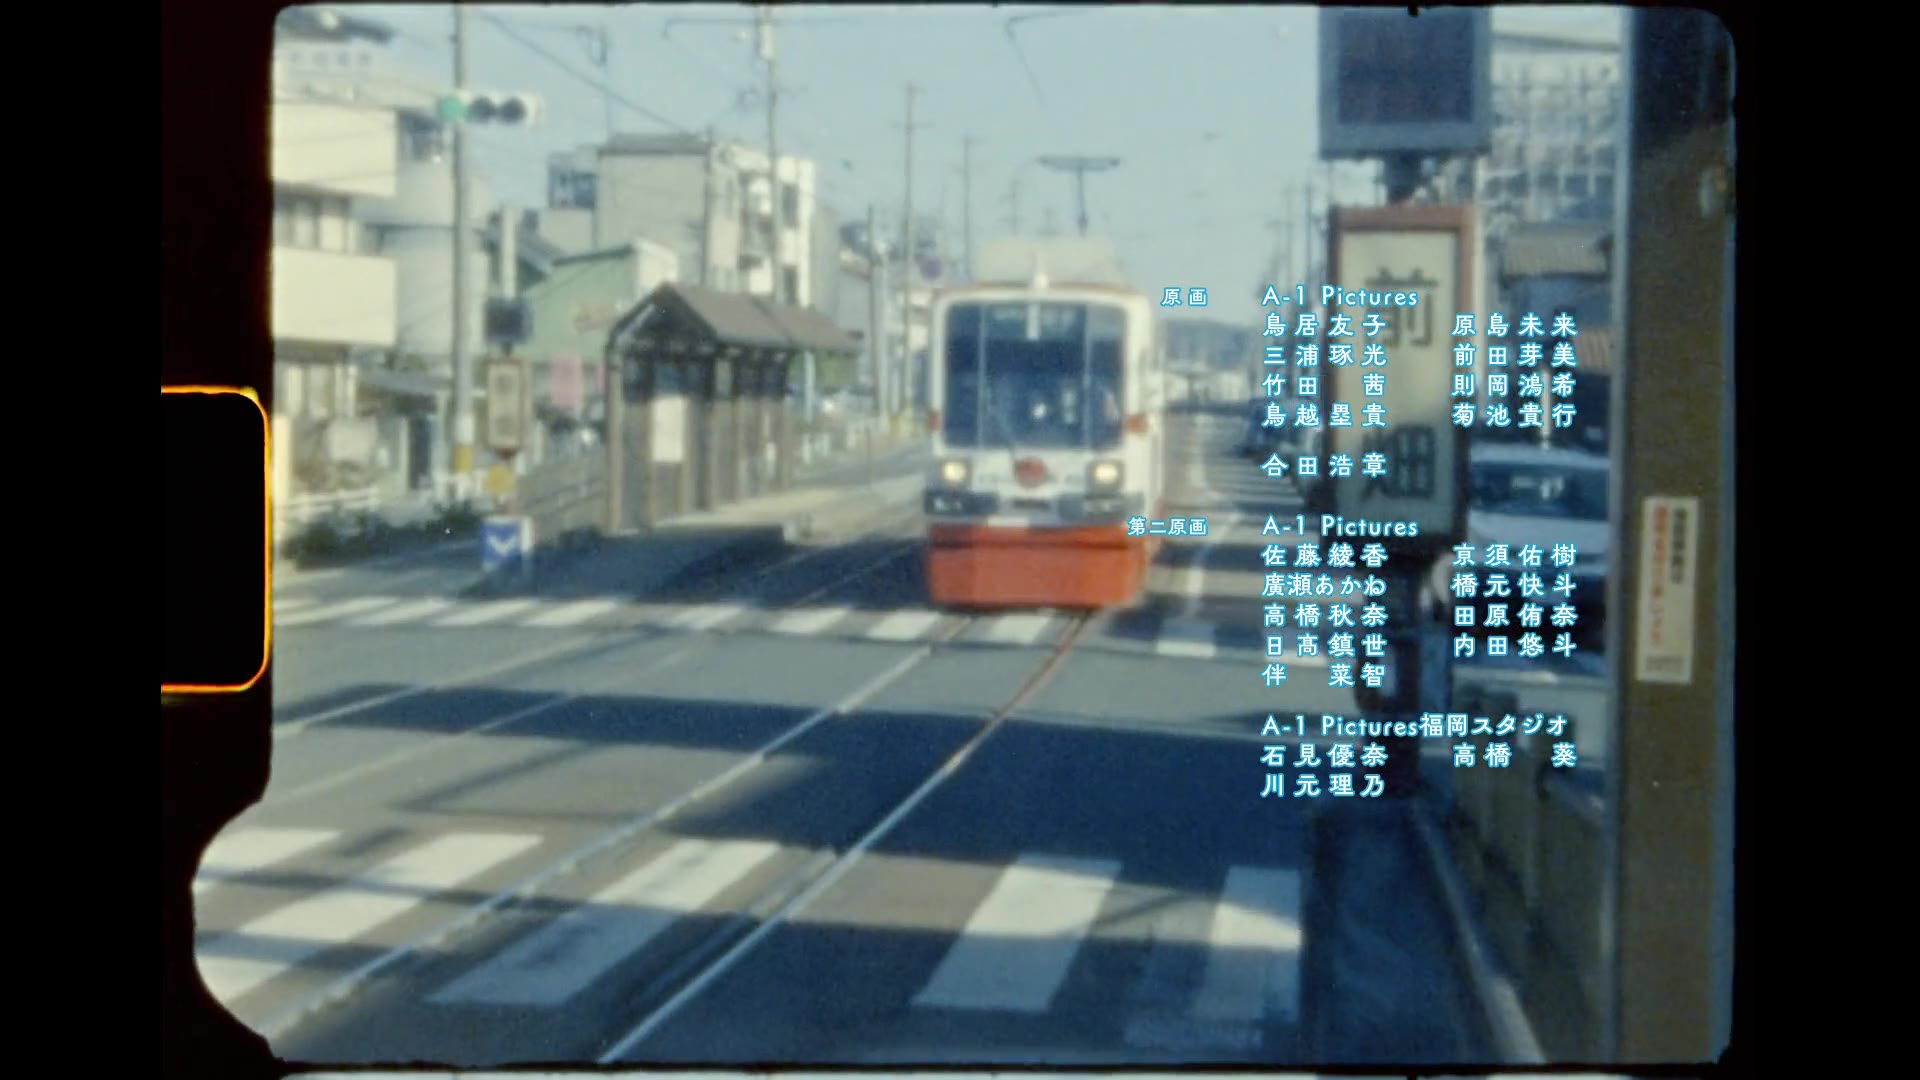 原画 A-1 Pictures
鳥居友子 原島未来
三浦琢光 前田芽美
竹田 茜 則岡鴻希
鳥越塁貴 菊池貴行
合田浩章
第二原画 A-1 Pictures
佐藤綾香 京須佑樹
廣瀬あかね 橋元快斗
高橋秋奈 田原侑奈
日髙鎮世 内田悠斗
伴 菜智
A-1 Pictures福岡スタジオ
石見優奈 高橋 葵
川元理乃
前畑